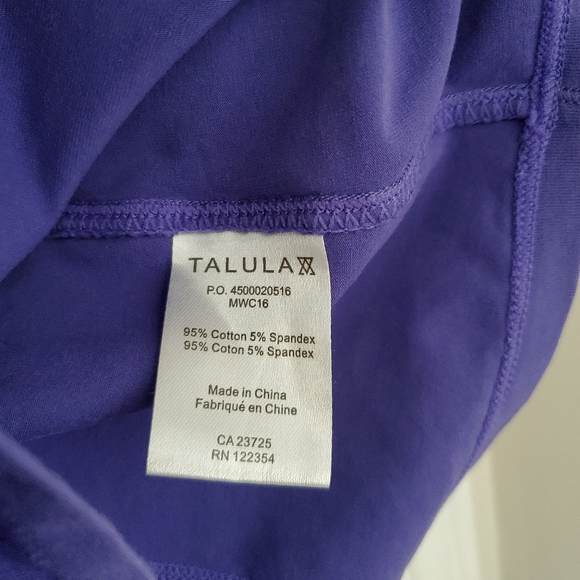 TALULA
P.O. 4500020516
MWC16
95% Cotton 5% Spandex
95% Coton 5% Spandex
Made in China
Fabriqué en Chine
CA 23725
RN 122354